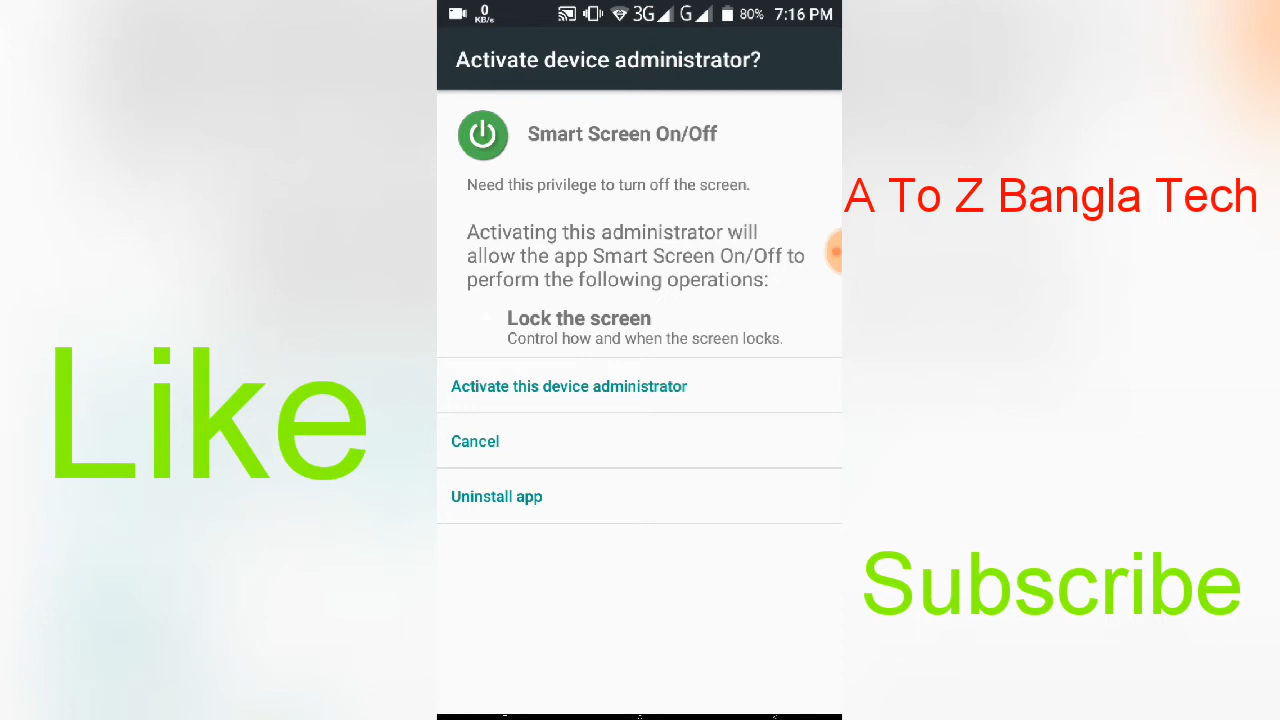 0
KB/s
3G
G
80%
7:16 PM
Activate device administrator?
Smart Screen On/Off
Need this privilege to turn off the screen.
Activating this administrator will
allow the app Smart Screen On/Off to
perform the following operations:
Lock the screen
Control how and when the screen locks.
Activate this device administrator
Cancel
Uninstall app
A To Z Bangla Tech
Like
Subscribe